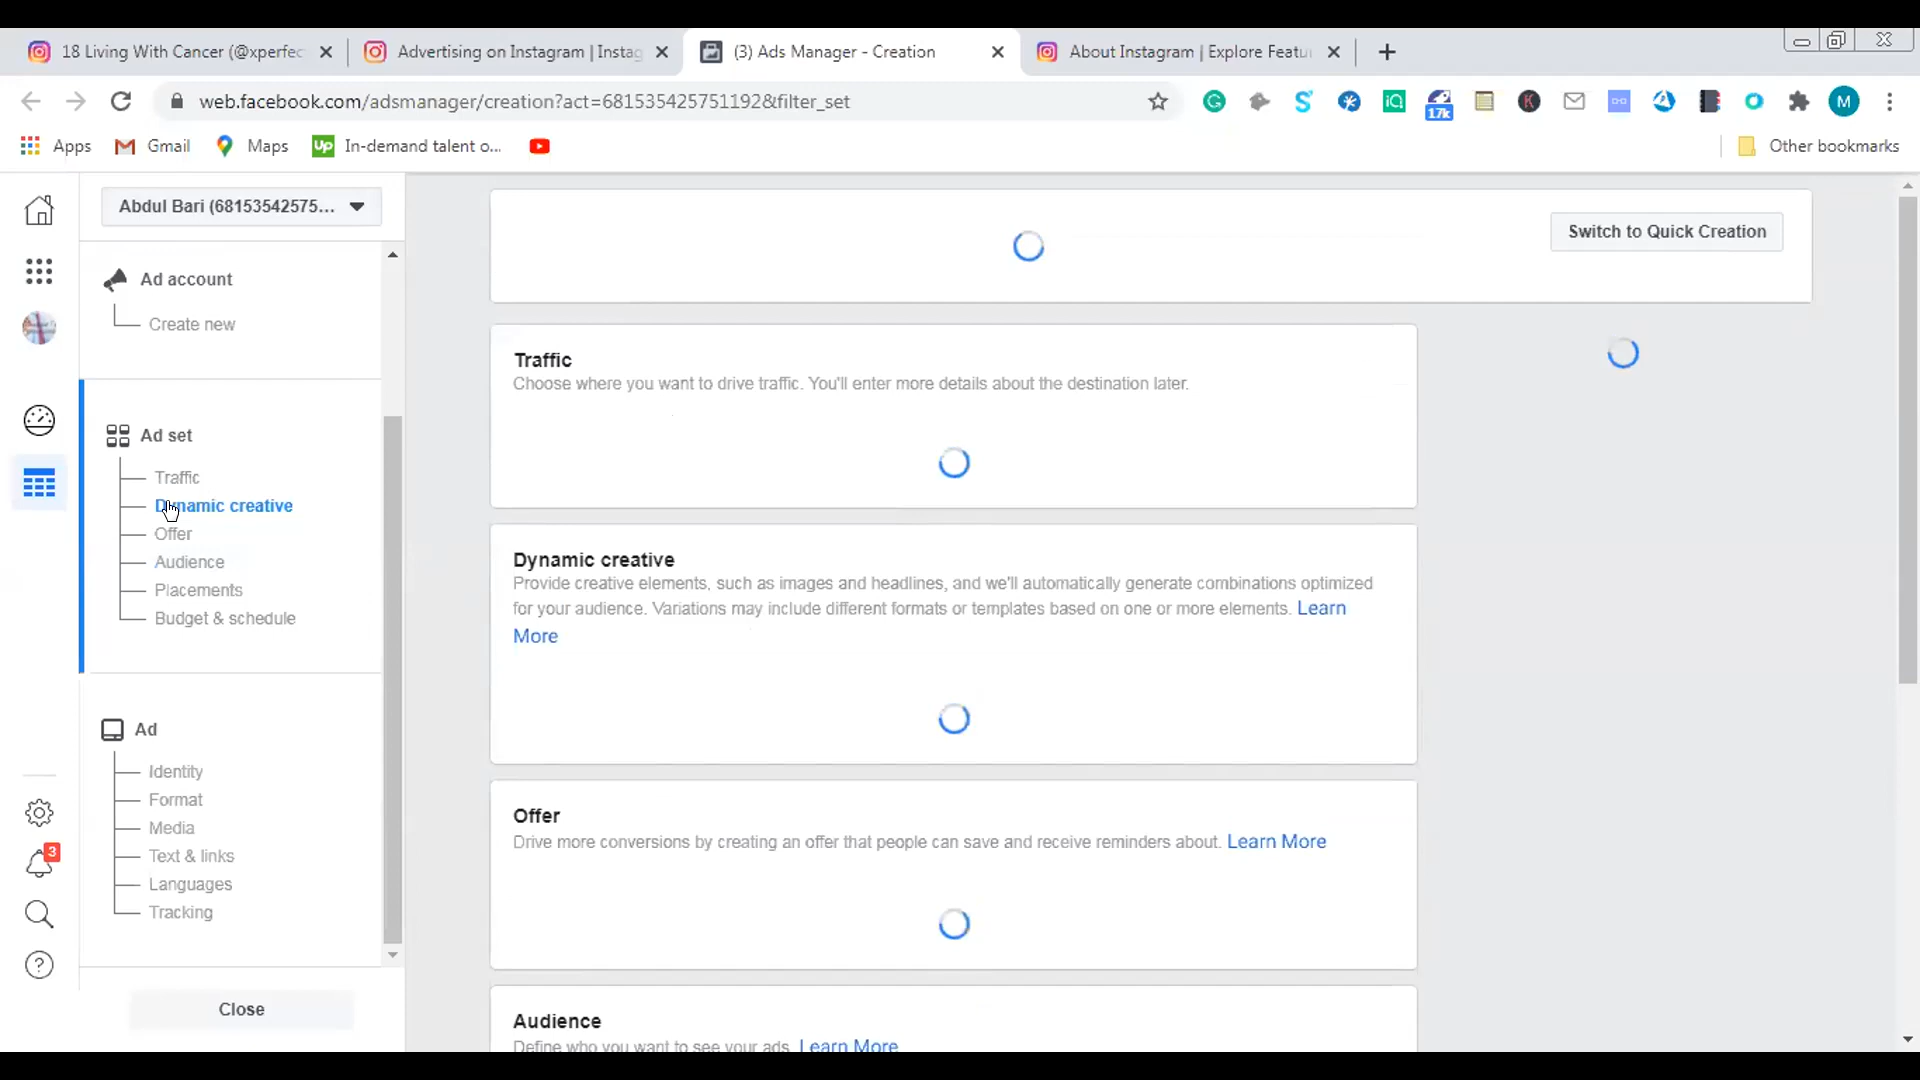 18 Living With Cancer (@xperfec
Advertising on Instagram | Instag
(3) Ads Manager - Creation
About Instagram | Explore Featu
web.facebook.com/adsmanager/creation?act=681535425751192&filter_set
17k
M
Apps
Gmail
Maps
Up
In-demand talent o...
Other bookmarks
Abdul Bari (68153542575...
Switch to Quick Creation
Ad account
Create new
Traffic
Choose where you want to drive traffic. You'll enter more details about the destination later.
Ad set
Traffic
Dynamic creative
Offer
Audience
Placements
Budget & schedule
Dynamic creative
Provide creative elements, such as images and headlines, and we'll automatically generate combinations optimized
for your audience. Variations may include different formats or templates based on one or more elements. Learn
More
Ad
Identity
Format
Media
Text & links
Languages
Tracking
Offer
Drive more conversions by creating an offer that people can save and receive reminders about. Learn More
3
Close
Audience
Define who you want to see your ads. Learn More